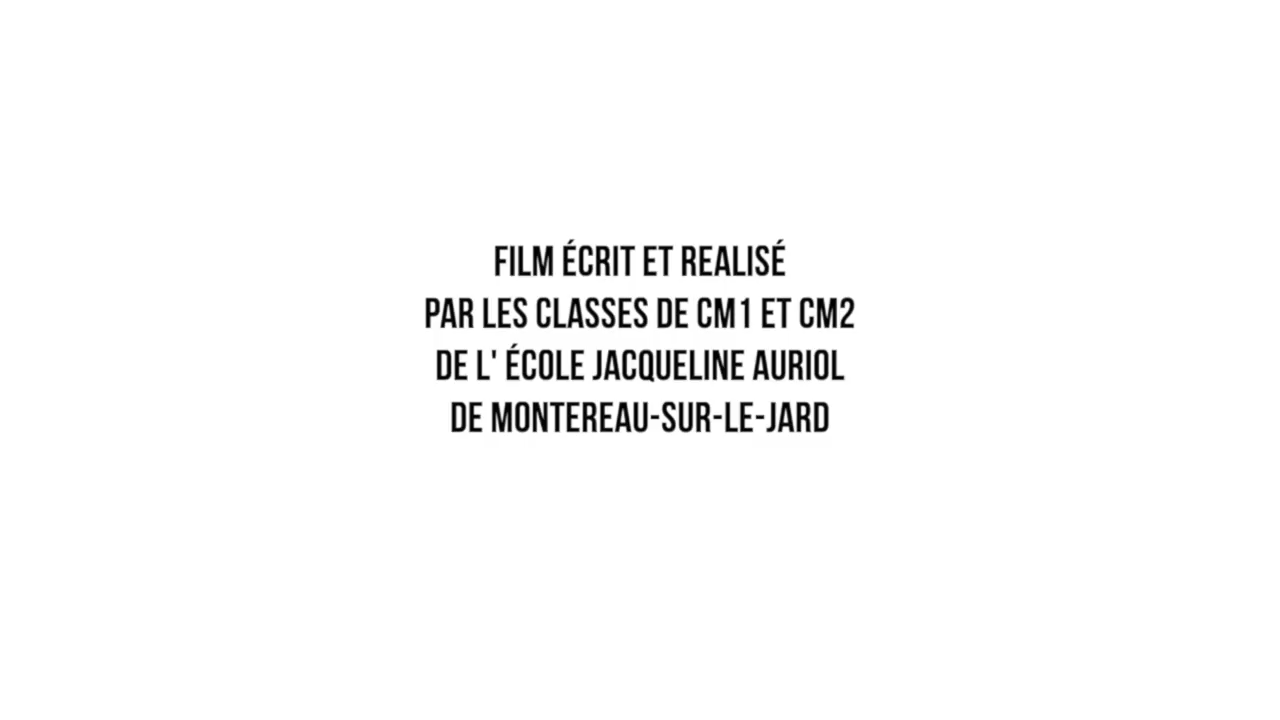 FILM ÉCRIT ET REALISÉ
PAR LES CLASSES DE CM1 ET CM2
DE L' ÉCOLE JACQUELINE AURIOL
DE MONTEREAU-SUR-LE-JARD